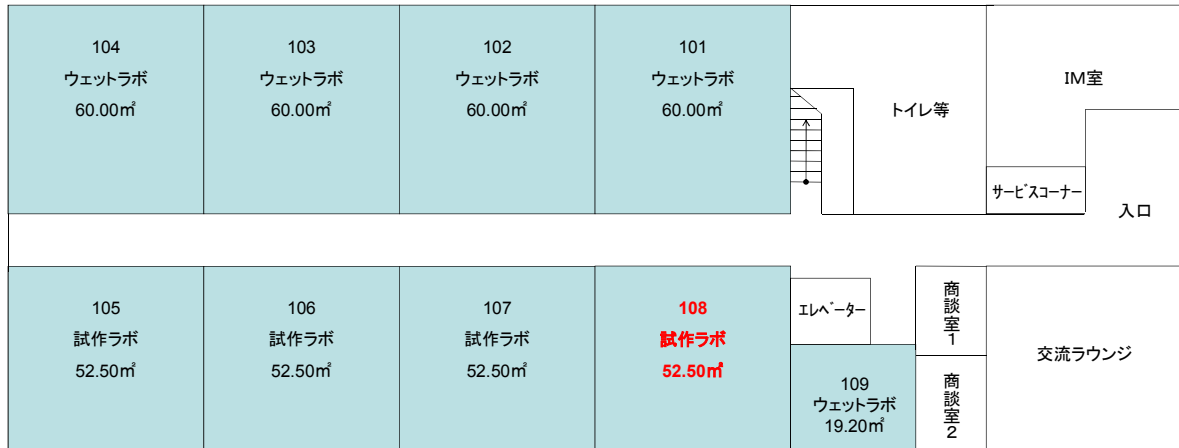 104
ウェットラボ
60.00㎡
103
ウェットラボ
60.00㎡
102
ウェットラボ
60.00㎡
101
ウェットラボ
60.00㎡
トイレ等
IM室
サービスコーナー
入口
105
試作ラボ
52.50㎡
106
試作ラボ
52.50㎡
107
試作ラボ
52.50㎡
108
試作ラボ
52.50㎡
エレベーター
109
ウェットラボ
19.20㎡
商談室1
商談室2
交流ラウンジ